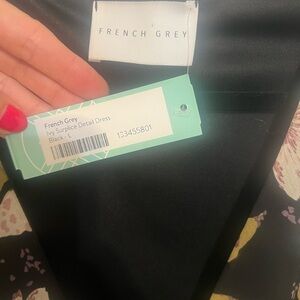 FRENCH GREY
French Grey
Ivy Surplice Detail Dress
Black - L
133455801